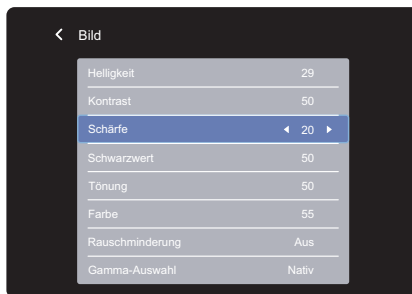 Bild
Helligkeit 29
Kontrast 50
Schärfe 20
Schwarzwert 50
Tönung 50
Farbe 55
Rauschminderung Aus
Gamma-Auswahl Nativ